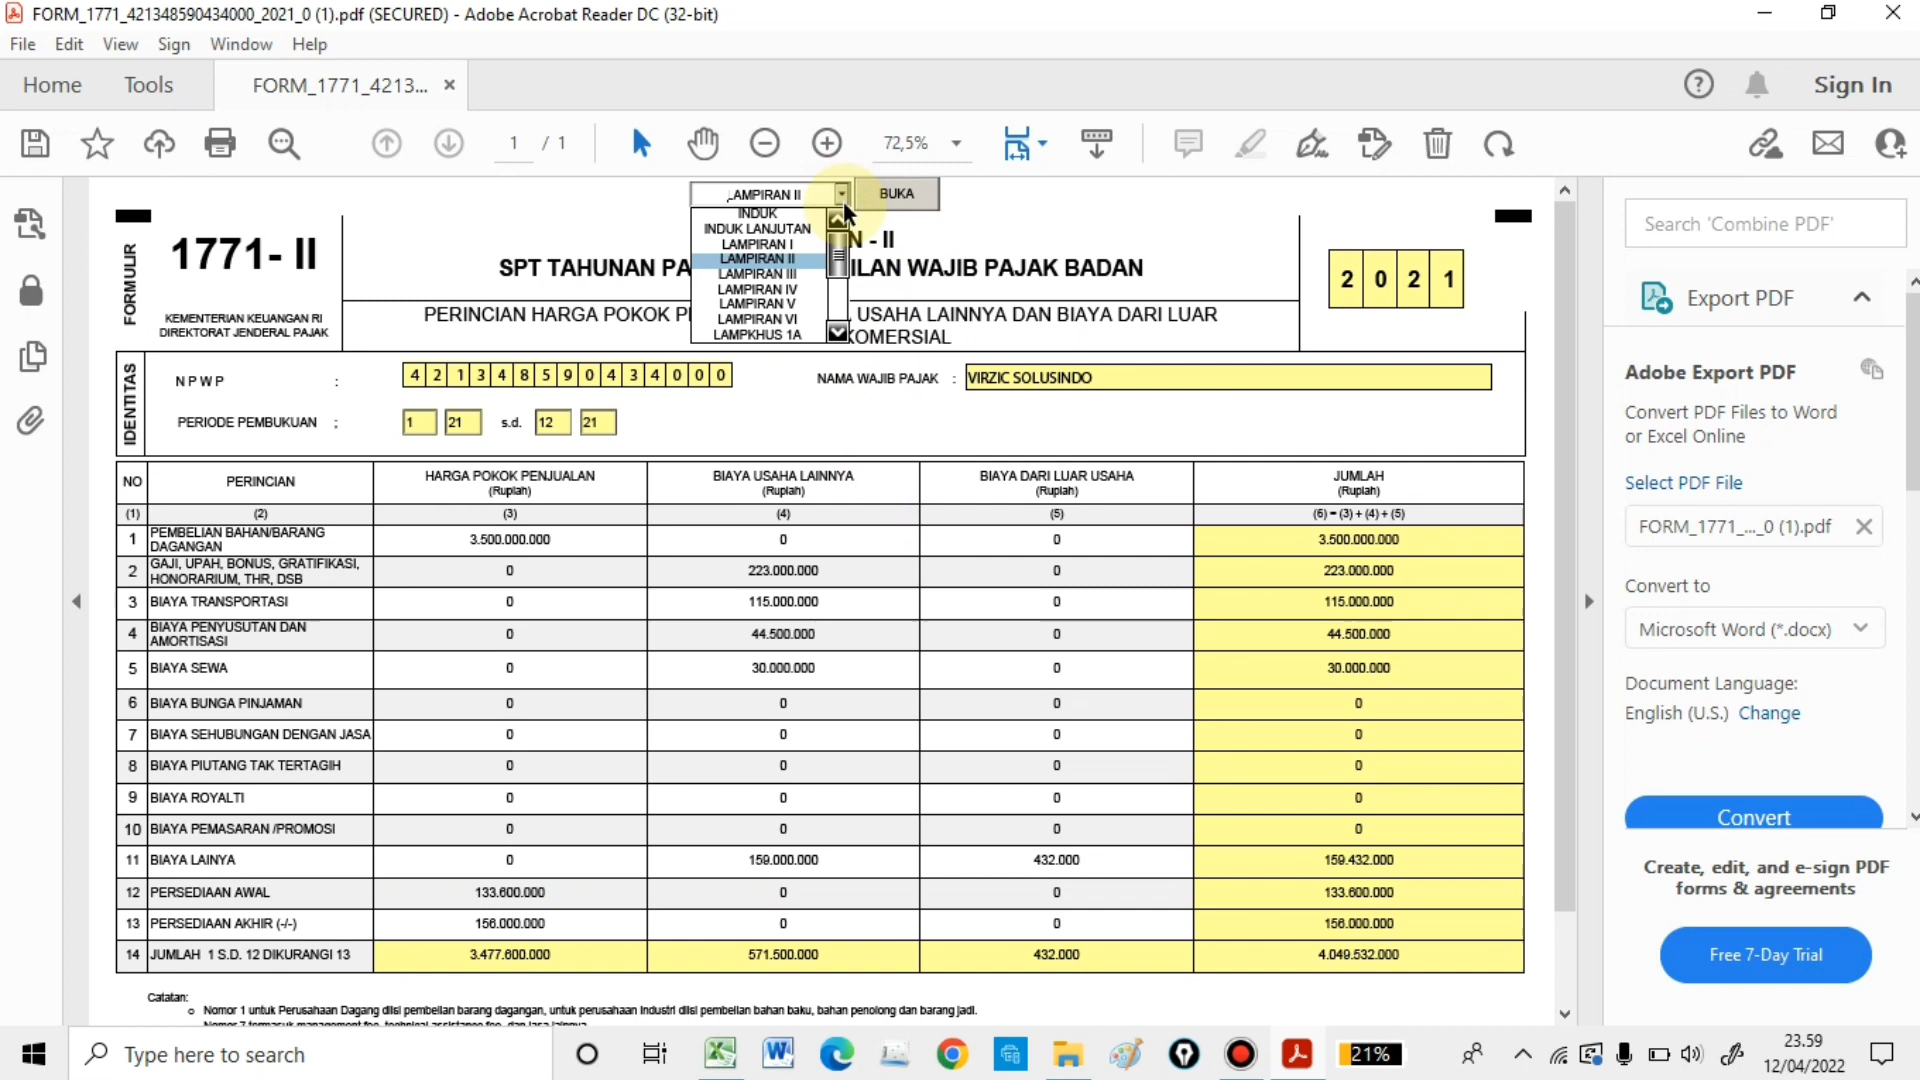 FORM_1771_421348590434000_2021_0 (1).pdf (SECURED) - Adobe Acrobat Reader DC (32-bit)
File Edit View Sign Window Help
Home Tools FORM_1771_4213... × Sign In
1 / 1 72,5%
LAMPIRAN II BUKA
INDUK
INDUK LANJUTAN
LAMPIRAN I
LAMPIRAN II
LAMPIRAN III
LAMPIRAN IV
LAMPIRAN V
LAMPIRAN VI
LAMPKHUS 1A
FORMULIR
1771- II
KEMENTERIAN KEUANGAN RI
DIREKTORAT JENDERAL PAJAK
N - II
SPT TAHUNAN PA ILAN WAJIB PAJAK BADAN
PERINCIAN HARGA POKOK P USAHA LAINNYA DAN BIAYA DARI LUAR
KOMERSIAL
2 0 2 1
IDENTITAS
N P W P : 4 2 1 3 4 8 5 9 0 4 3 4 0 0 0 NAMA WAJIB PAJAK : VIRZIC SOLUSINDO
PERIODE PEMBUKUAN : 1 21 s.d. 12 21
NO PERINCIAN HARGA POKOK PENJUALAN (Rupiah) BIAYA USAHA LAINNYA (Rupiah) BIAYA DARI LUAR USAHA (Rupiah) JUMLAH (Rupiah)
(1) (2) (3) (4) (5) (6) = (3) + (4) + (5)
1 PEMBELIAN BAHAN/BARANG DAGANGAN 3.500.000.000 0 0 3.500.000.000
2 GAJI, UPAH, BONUS, GRATIFIKASI, HONORARIUM, THR, DSB 0 223.000.000 0 223.000.000
3 BIAYA TRANSPORTASI 0 115.000.000 0 115.000.000
4 BIAYA PENYUSUTAN DAN AMORTISASI 0 44.500.000 0 44.500.000
5 BIAYA SEWA 0 30.000.000 0 30.000.000
6 BIAYA BUNGA PINJAMAN 0 0 0 0
7 BIAYA SEHUBUNGAN DENGAN JASA 0 0 0 0
8 BIAYA PIUTANG TAK TERTAGIH 0 0 0 0
9 BIAYA ROYALTI 0 0 0 0
10 BIAYA PEMASARAN /PROMOSI 0 0 0 0
11 BIAYA LAINYA 0 159.000.000 432.000 159.432.000
12 PERSEDIAAN AWAL 133.600.000 0 0 133.600.000
13 PERSEDIAAN AKHIR (-/-) 156.000.000 0 0 156.000.000
14 JUMLAH 1 S.D. 12 DIKURANGI 13 3.477.600.000 571.500.000 432.000 4.049.532.000
Catatan:
o Nomor 1 untuk Perusahaan Dagang diisi pembelian barang dagangan, untuk perusahaan industri diisi pembelian bahan baku, bahan penolong dan barang jadi.
Nomor 7 termasuk management fee, technical assistance fee, dan jasa lainnya
Search 'Combine PDF'
Export PDF
Adobe Export PDF
Convert PDF Files to Word
or Excel Online
Select PDF File
FORM_1771_..._0 (1).pdf ×
Convert to
Microsoft Word (*.docx)
Document Language:
English (U.S.) Change
Convert
Create, edit, and e-sign PDF
forms & agreements
Free 7-Day Trial
Type here to search
21%
23.59
12/04/2022